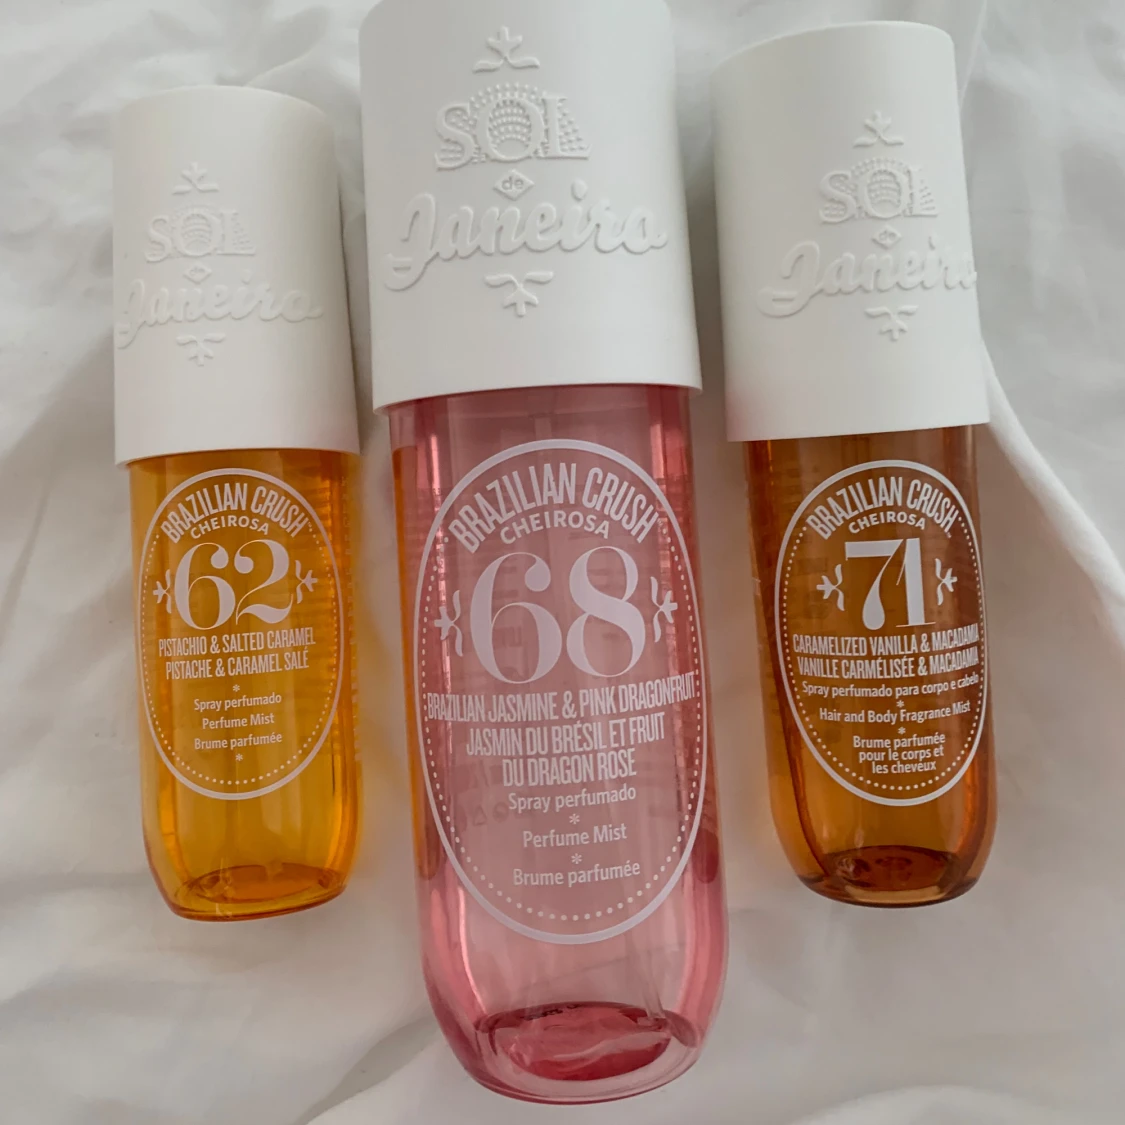 SOL
de
Janeiro
BRAZILIAN CRUSH™
CHEIROSA
62
PISTACHIO & SALTED CARAMEL
PISTACHE & CARAMEL SALÉ
*
Spray perfumado
Perfume Mist
Brume parfumée
*
SOL
de
Janeiro
BRAZILIAN CRUSH
CHEIROSA
68
BRAZILIAN JASMINE & PINK DRAGONFRUIT
JASMIN DU BRÉSIL ET FRUIT
DU DRAGON ROSE
Spray perfumado
*
Perfume Mist
*
Brume parfumée
SOL
de
Janeiro
BRAZILIAN CRUSH
CHEIROSA
71
CARAMELIZED VANILLA & MACADAMIA
VANILLE CARMÉLISÉE & MACADAMIA
Spray perfumado para corpo e cabelo
*
Hair and Body Fragrance Mist
*
Brume parfumée
pour le corps et
les cheveux